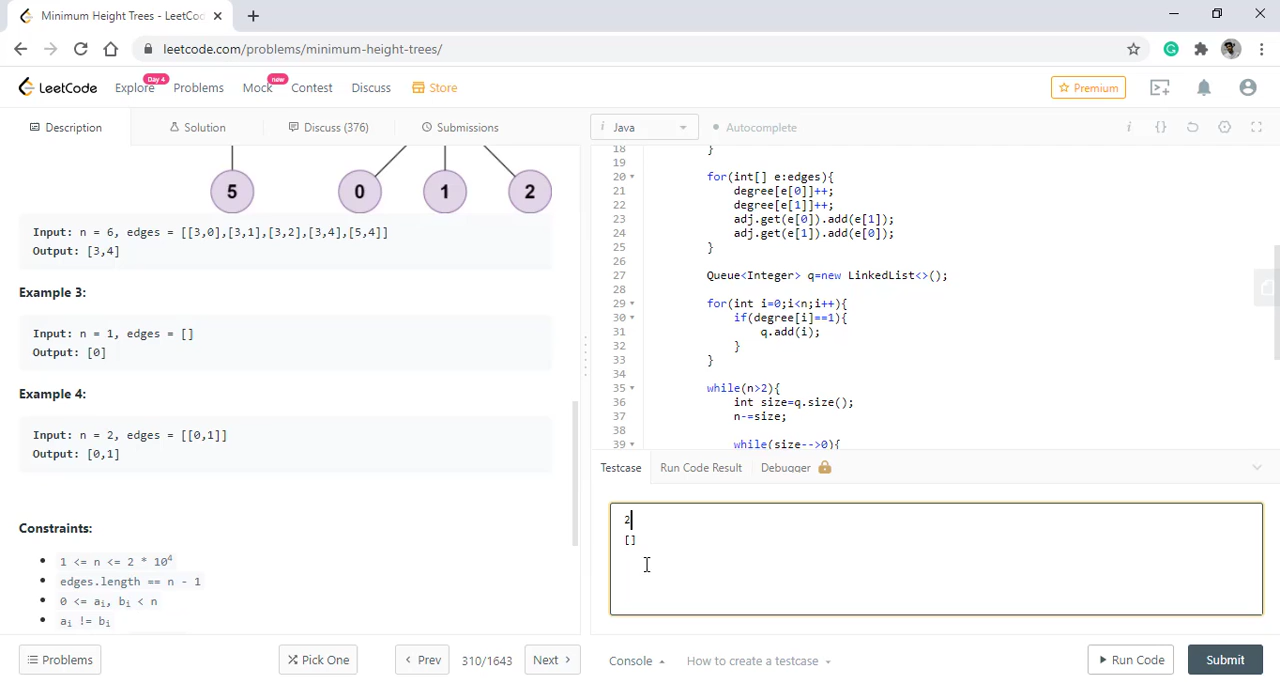 Minimum Height Trees - LeetCo
leetcode.com/problems/minimum-height-trees/
LeetCode
Explore
Day 4
Problems
Mock
new
Contest
Discuss
Store
Premium
Description
Solution
Discuss (376)
Submissions
i Java
Autocomplete
i
{}
5
0
1
2
Input: n = 6, edges = [[3,0],[3,1],[3,2],[3,4],[5,4]]
Output: [3,4]
Example 3:
Input: n = 1, edges = []
Output: [0]
Example 4:
Input: n = 2, edges = [[0,1]]
Output: [0,1]
Constraints:
1 <= n <= 2 * 10⁴
edges.length == n - 1
0 <= aᵢ, bᵢ < n
aᵢ != bᵢ
18 }
19
20 for(int[] e:edges){
21 degree[e[0]]++;
22 degree[e[1]]++;
23 adj.get(e[0]).add(e[1]);
24 adj.get(e[1]).add(e[0]);
25 }
26
27 Queue<Integer> q=new LinkedList<>();
28
29 for(int i=0;i<n;i++){
30 if(degree[i]==1){
31 q.add(i);
32 }
33 }
34
35 while(n>2){
36 int size=q.size();
37 n-=size;
38
39 while(size-->0){
Testcase
Run Code Result
Debugger
2
[]
Problems
Pick One
Prev
310/1643
Next
Console
How to create a testcase
Run Code
Submit